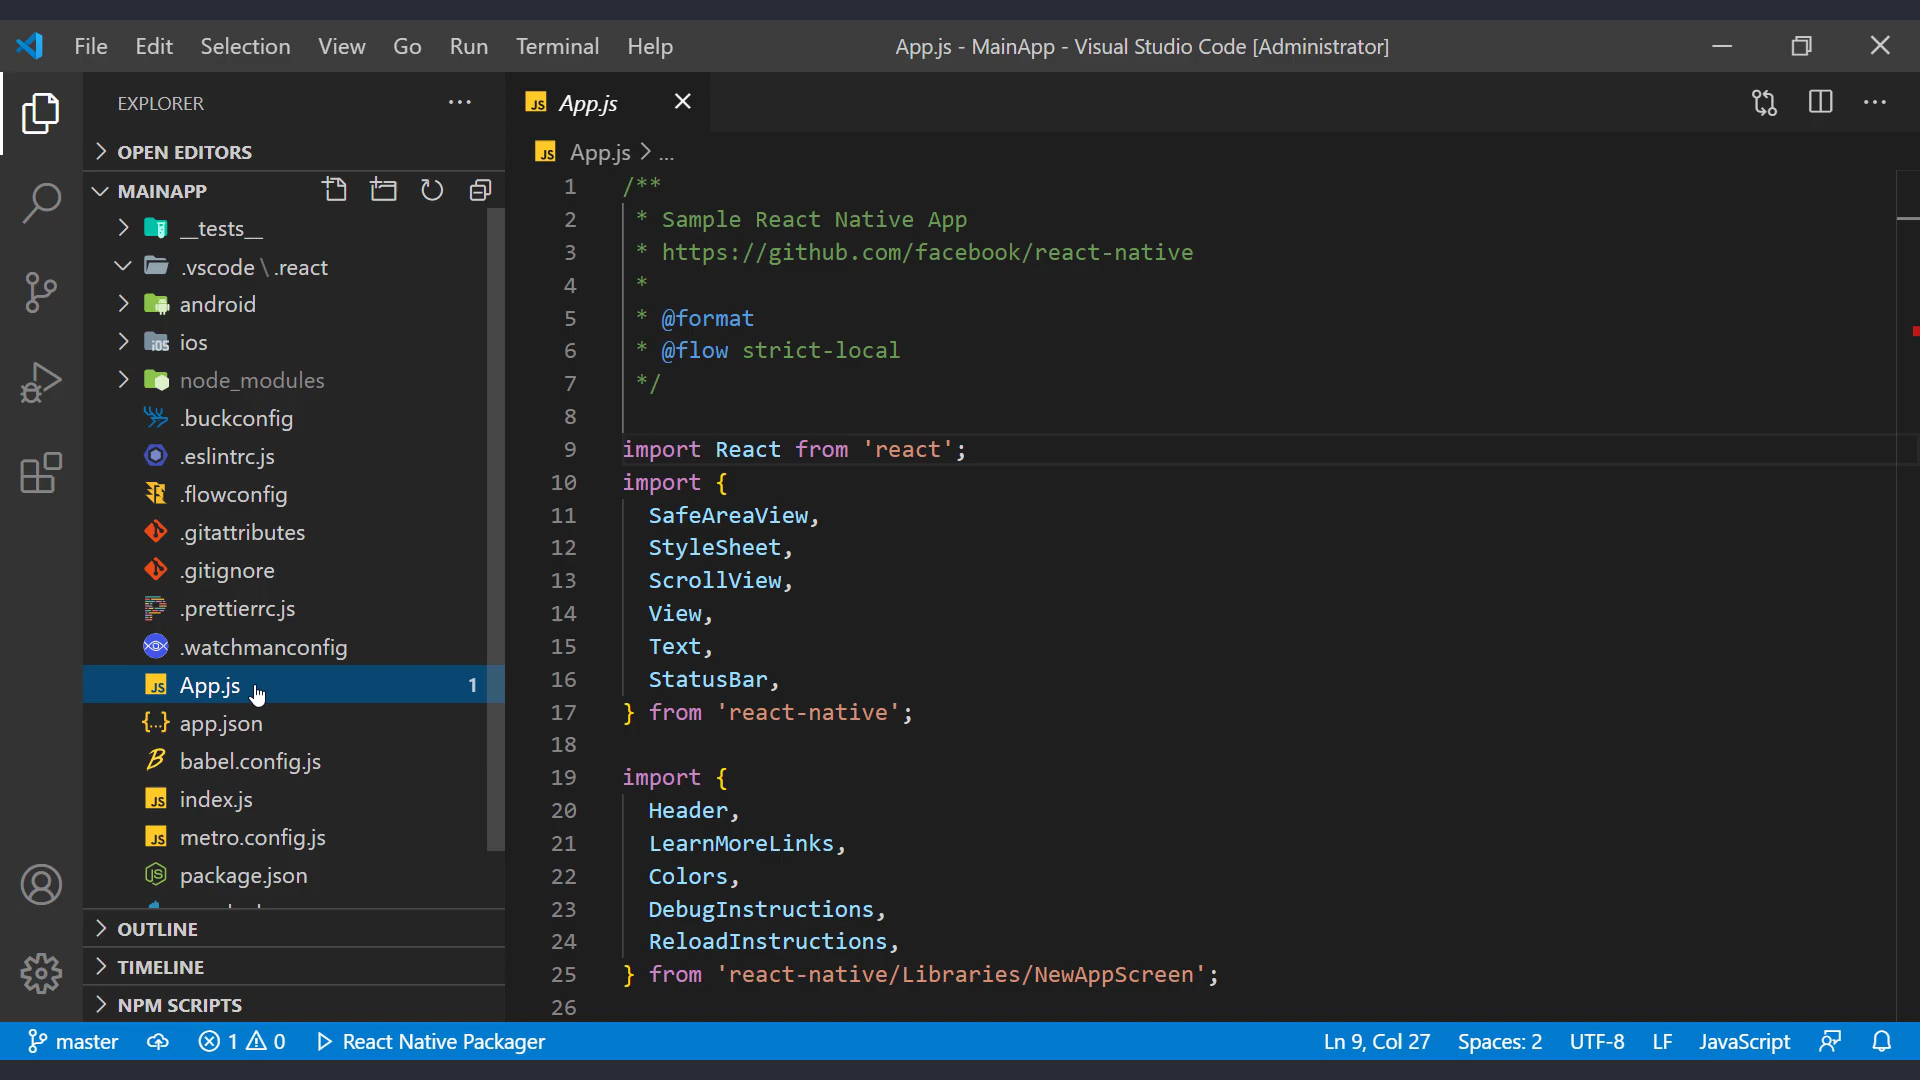 File Edit Selection View Go Run Terminal Help
App.js - MainApp - Visual Studio Code [Administrator]
EXPLORER
OPEN EDITORS
MAINAPP
__tests__
.vscode \ .react
android
ios
node_modules
.buckconfig
.eslintrc.js
.flowconfig
.gitattributes
.gitignore
.prettierrc.js
.watchmanconfig
JS App.js 1
{...} app.json
babel.config.js
JS index.js
JS metro.config.js
package.json
OUTLINE
TIMELINE
NPM SCRIPTS
JS App.js
JS App.js > ...
1 /**
2 * Sample React Native App
3 * https://github.com/facebook/react-native
4 *
5 * @format
6 * @flow strict-local
7 */
8
9 import React from 'react';
10 import {
11 SafeAreaView,
12 StyleSheet,
13 ScrollView,
14 View,
15 Text,
16 StatusBar,
17 } from 'react-native';
18
19 import {
20 Header,
21 LearnMoreLinks,
22 Colors,
23 DebugInstructions,
24 ReloadInstructions,
25 } from 'react-native/Libraries/NewAppScreen';
26
master 1 0 React Native Packager Ln 9, Col 27 Spaces: 2 UTF-8 LF JavaScript